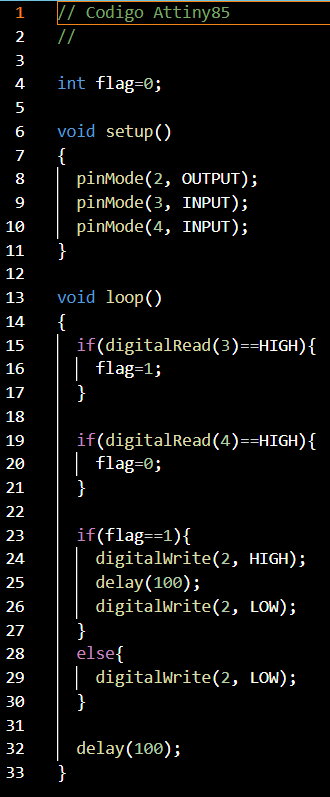 1 // Codigo Attiny85
2 //
3
4 int flag=0;
5
6 void setup()
7 {
8 pinMode(2, OUTPUT);
9 pinMode(3, INPUT);
10 pinMode(4, INPUT);
11 }
12
13 void loop()
14 {
15 if(digitalRead(3)==HIGH){
16 flag=1;
17 }
18
19 if(digitalRead(4)==HIGH){
20 flag=0;
21 }
22
23 if(flag==1){
24 digitalWrite(2, HIGH);
25 delay(100);
26 digitalWrite(2, LOW);
27 }
28 else{
29 digitalWrite(2, LOW);
30 }
31
32 delay(100);
33 }